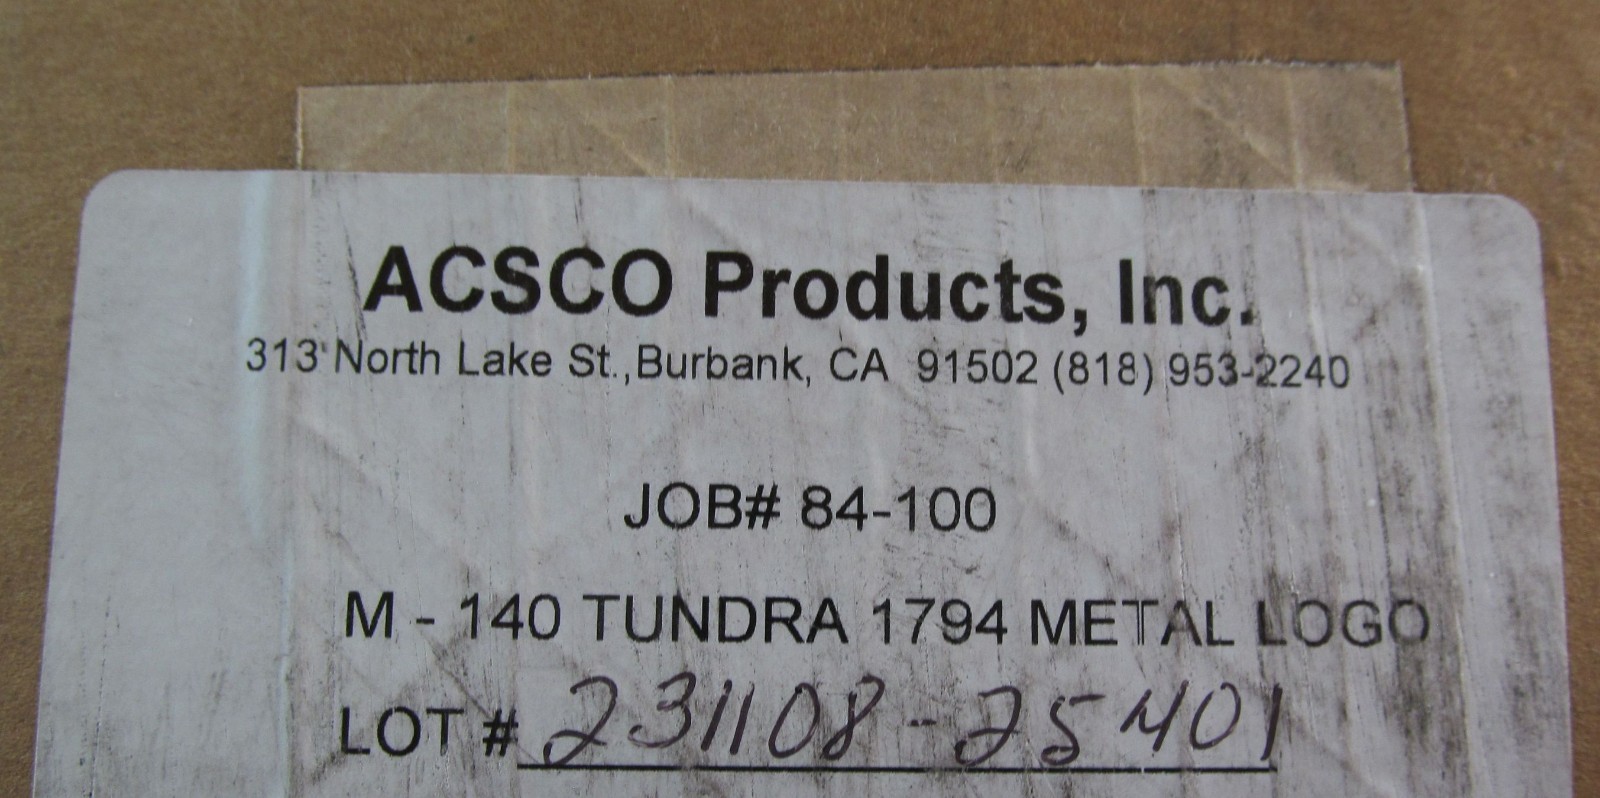 ACSCO Products, Inc.
313 North Lake St.,Burbank, CA 91502 (818) 953-2240
JOB# 84-100
M - 140 TUNDRA 1794 METAL LOGO
LOT # 231108-25401